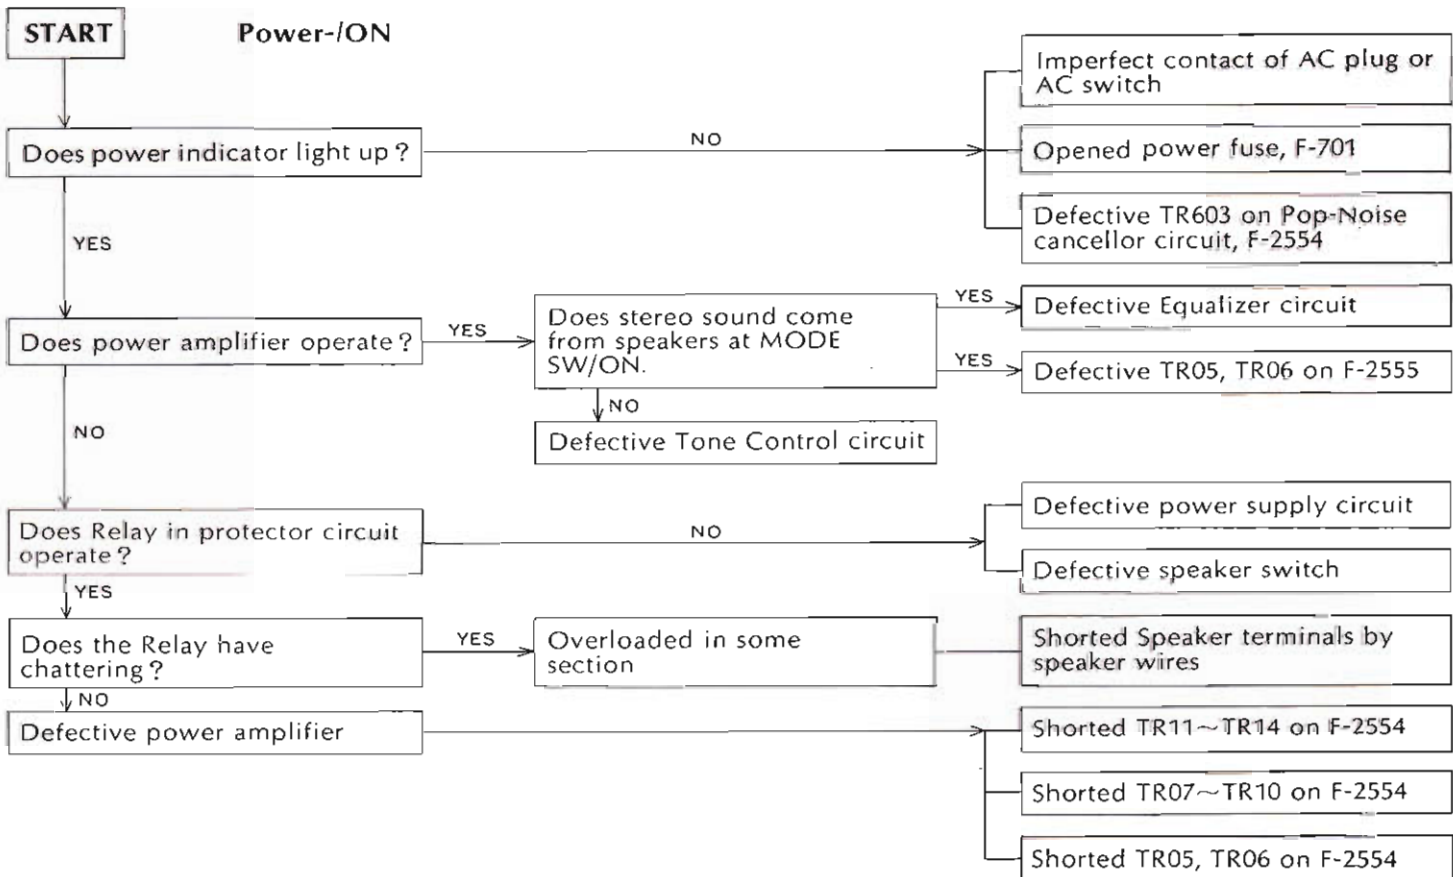 START
Power-/ON
Imperfect contact of AC plug or
AC switch
Does power indicator light up?
NO
Opened power fuse, F-701
Defective TR603 on Pop-Noise
cancellor circuit, F-2554
YES
Does power amplifier operate?
YES
Does stereo sound come
from speakers at MODE
SW/ON.
YES
Defective Equalizer circuit
YES
Defective TR05, TR06 on F-2555
NO
Defective Tone Control circuit
NO
Does Relay in protector circuit
operate?
NO
Defective power supply circuit
Defective speaker switch
YES
Does the Relay have
chattering?
YES
Overloaded in some
section
Shorted Speaker terminals by
speaker wires
NO
Defective power amplifier
Shorted TR11~TR14 on F-2554
Shorted TR07~TR10 on F-2554
Shorted TR05, TR06 on F-2554